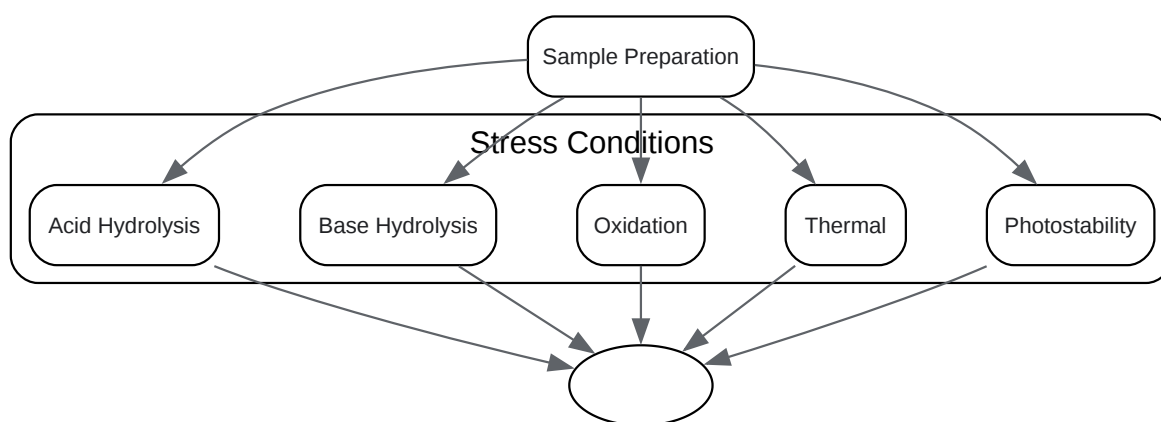 Sample Preparation
Stress Conditions
Acid Hydrolysis
Base Hydrolysis
Oxidation
Thermal
Photostability